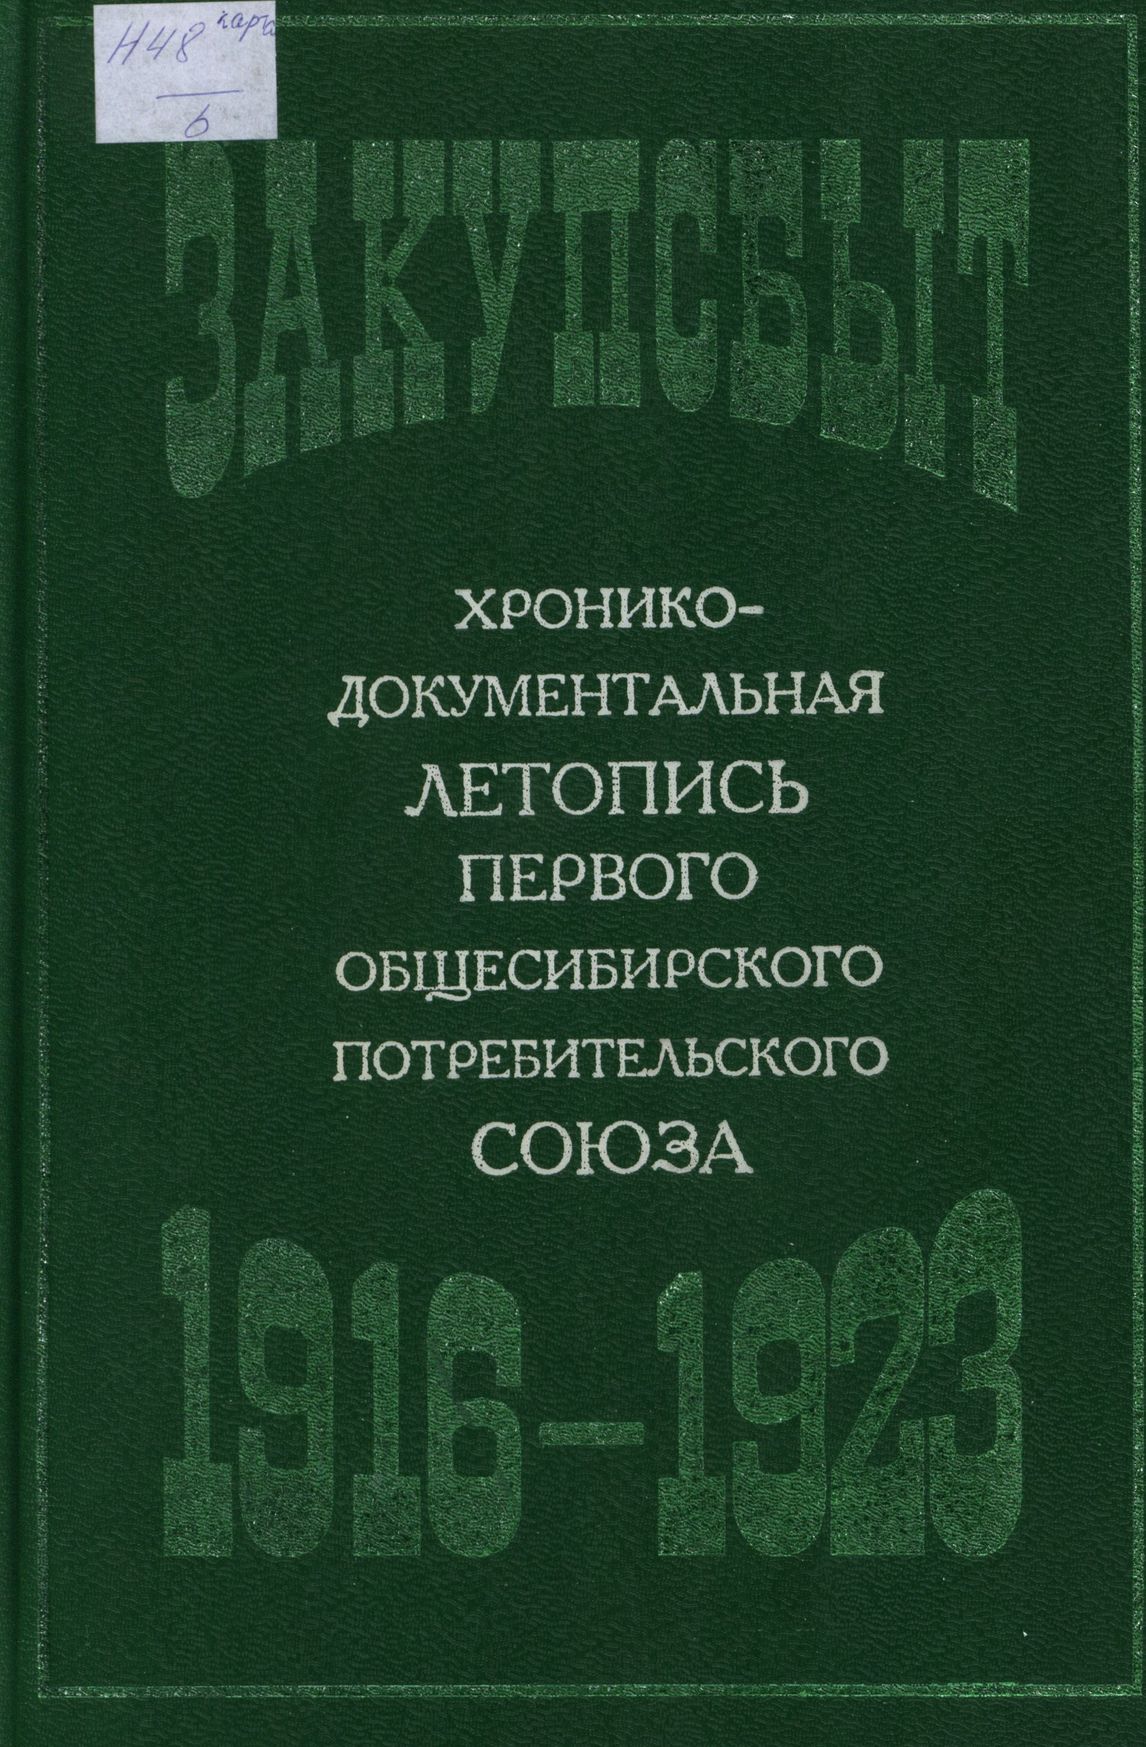 Н48
6
ЗАКУПСБЫТ
ХРОНИКО-
ДОКУМЕНТАЛЬНАЯ
ЛЕТОПИСЬ
ПЕРВОГО
ОБЩЕСИБИРСКОГО
ПОТРЕБИТЕЛЬСКОГО
СОЮЗА
1916–1923